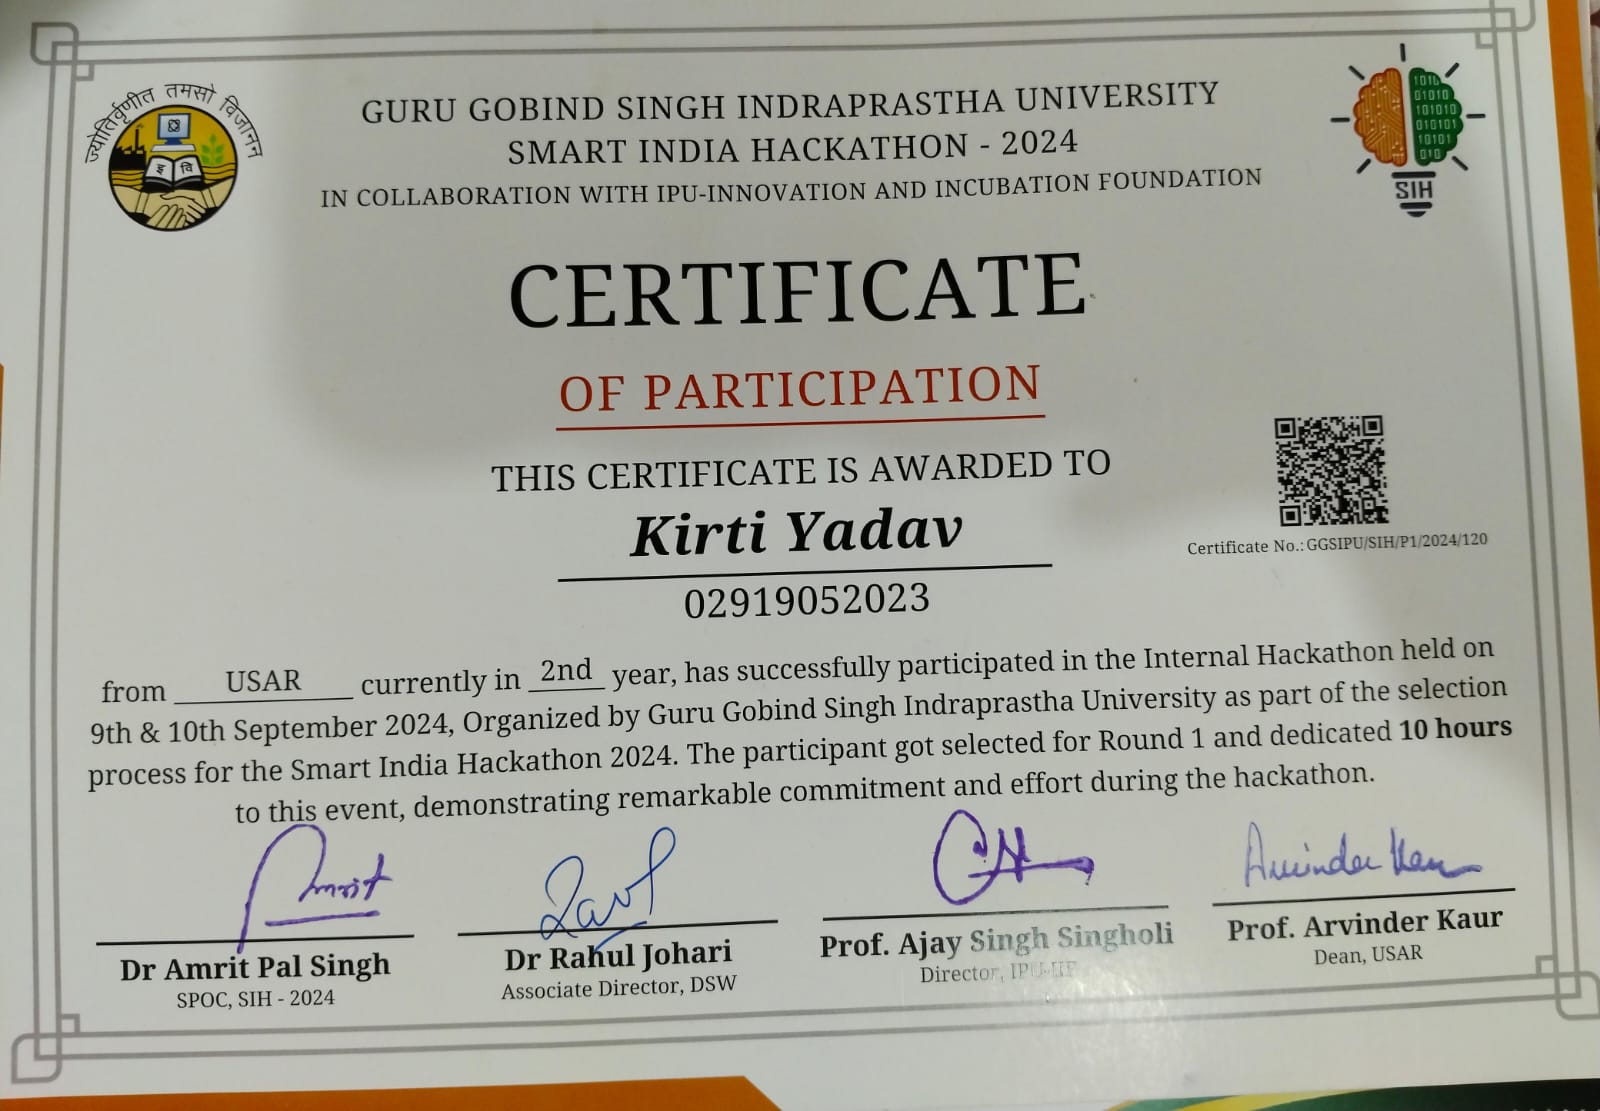 ज्योतिर्वृणीत तमसो विजानन
इ वि
GURU GOBIND SINGH INDRAPRASTHA UNIVERSITY
SMART INDIA HACKATHON - 2024
IN COLLABORATION WITH IPU-INNOVATION AND INCUBATION FOUNDATION
1010
01010
101010
010101
10101
010
SIH
CERTIFICATE
OF PARTICIPATION
THIS CERTIFICATE IS AWARDED TO
Kirti Yadav
02919052023
Certificate No.: GGSIPU/SIH/P1/2024/120
from USAR currently in 2nd year, has successfully participated in the Internal Hackathon held on
9th & 10th September 2024, Organized by Guru Gobind Singh Indraprastha University as part of the selection
process for the Smart India Hackathon 2024. The participant got selected for Round 1 and dedicated 10 hours
to this event, demonstrating remarkable commitment and effort during the hackathon.
Amrit
Arvinder Kaur
Dr Amrit Pal Singh
SPOC, SIH - 2024
Dr Rahul Johari
Associate Director, DSW
Prof. Ajay Singh Singholi
Director, IPU-IIF
Prof. Arvinder Kaur
Dean, USAR